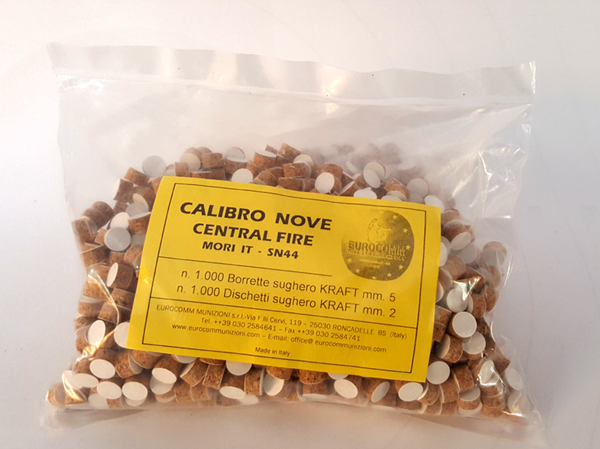 CALIBRO NOVE
CENTRAL FIRE
MORI IT - SN44
EUROCOMM
n. 1.000 Borrette sughero KRAFT mm. 5
n. 1.000 Dischetti sughero KRAFT mm. 2
EUROCOMM MUNIZIONI s.r.l.-Via F.lli Cervi, 119 - 25030 RONCADELLE BS (Italy)
Tel. ++39 030 2584641 - Fax ++39 030 2584741
www.eurocommunizioni.com - E-mail: office@eurocommunizioni.com
Made in Italy